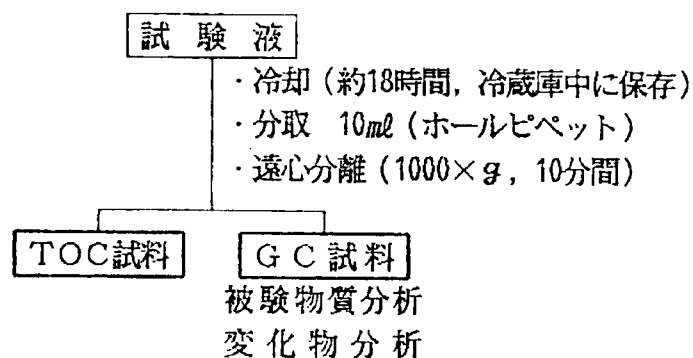 試験液
・冷却（約18時間，冷蔵庫中に保存）
・分取　10ml（ホールピペット）
・遠心分離（1000×g，10分間）
TOC試料　GC試料
被験物質分析
変化物分析